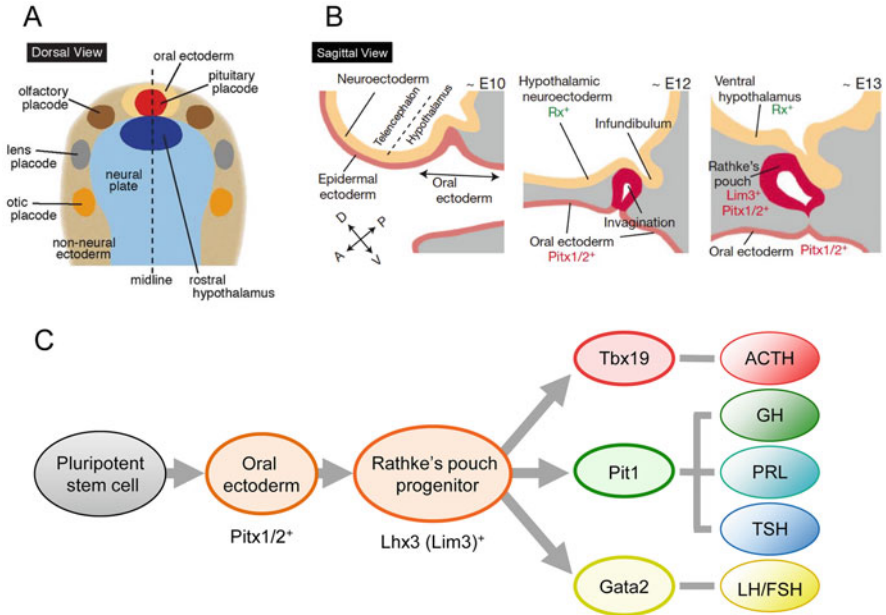 A
Dorsal View
oral ectoderm
pituitary
placode
olfactory
placode
lens
placode
neural
plate
otic
placode
non-neural
ectoderm
midline
rostral
hypothalamus
B
Sagittal View
~ E10
Neuroectoderm
Telencephalon
Hypothalamus
Epidermal
ectoderm
Oral
ectoderm
D
P
A
V
~ E12
Hypothalamic
neuroectoderm
Rx+
Infundibulum
Invagination
Oral ectoderm
Pitx1/2+
~ E13
Ventral
hypothalamus
Rx+
Rathke's
pouch
Lim3+
Pitx1/2+
Oral ectoderm
Pitx1/2+
C
Pluripotent
stem cell
Oral
ectoderm
Pitx1/2+
Rathke's pouch
progenitor
Lhx3 (Lim3)+
Tbx19
ACTH
Pit1
GH
PRL
TSH
Gata2
LH/FSH